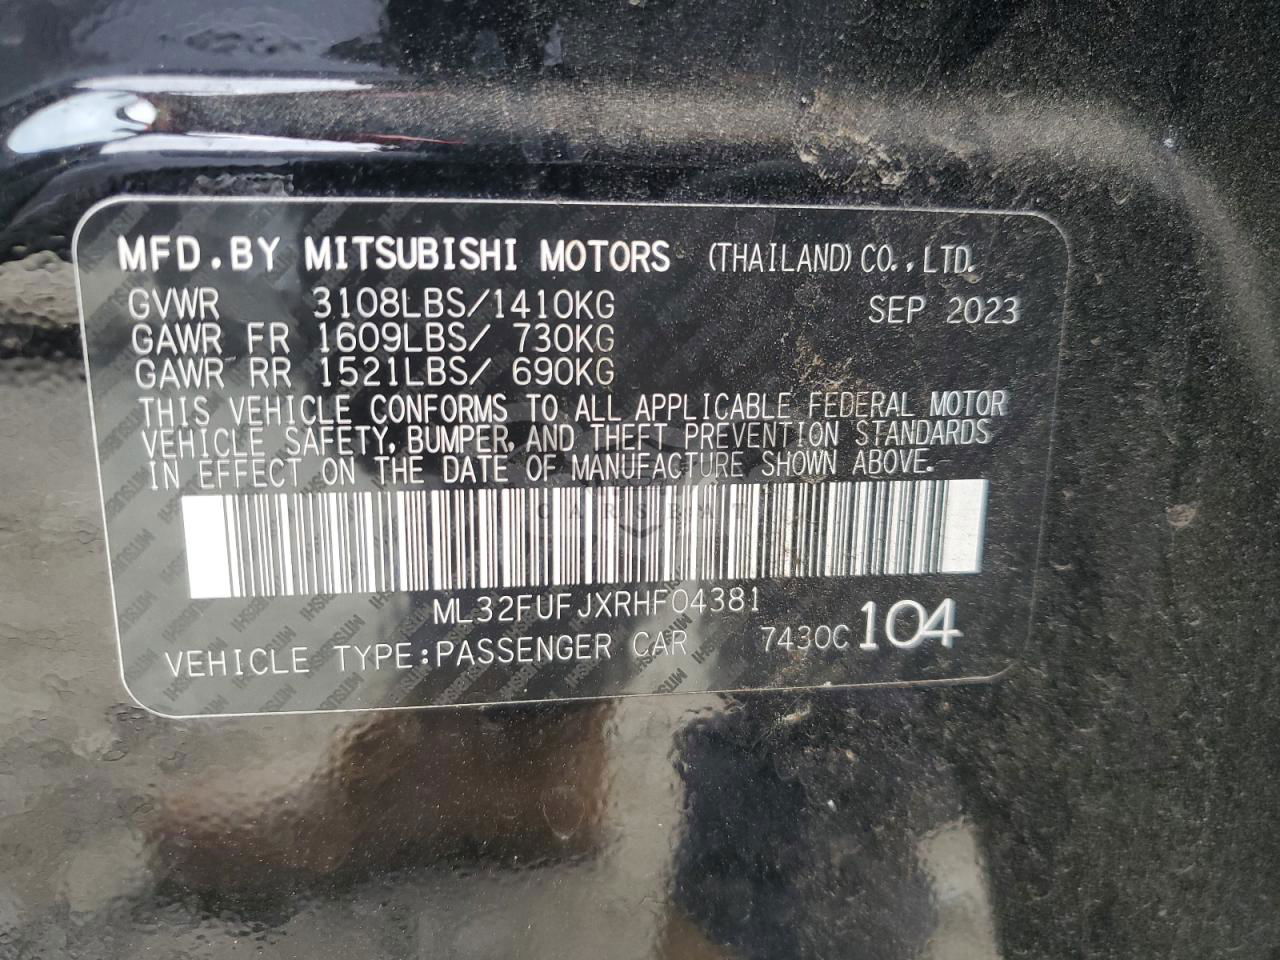 MFD.BY MITSUBISHI MOTORS (THAILAND) CO.,LTD.
GVWR 3108LBS/1410KG SEP 2023
GAWR FR 1609LBS/ 730KG
GAWR RR 1521LBS/ 690KG
THIS VEHICLE CONFORMS TO ALL APPLICABLE FEDERAL MOTOR
VEHICLE SAFETY, BUMPER, AND THEFT PREVENTION STANDARDS
IN EFFECT ON THE DATE OF MANUFACTURE SHOWN ABOVE.
CARSBAT
ML32FUFJXRHF04381
VEHICLE TYPE:PASSENGER CAR 7430C 104